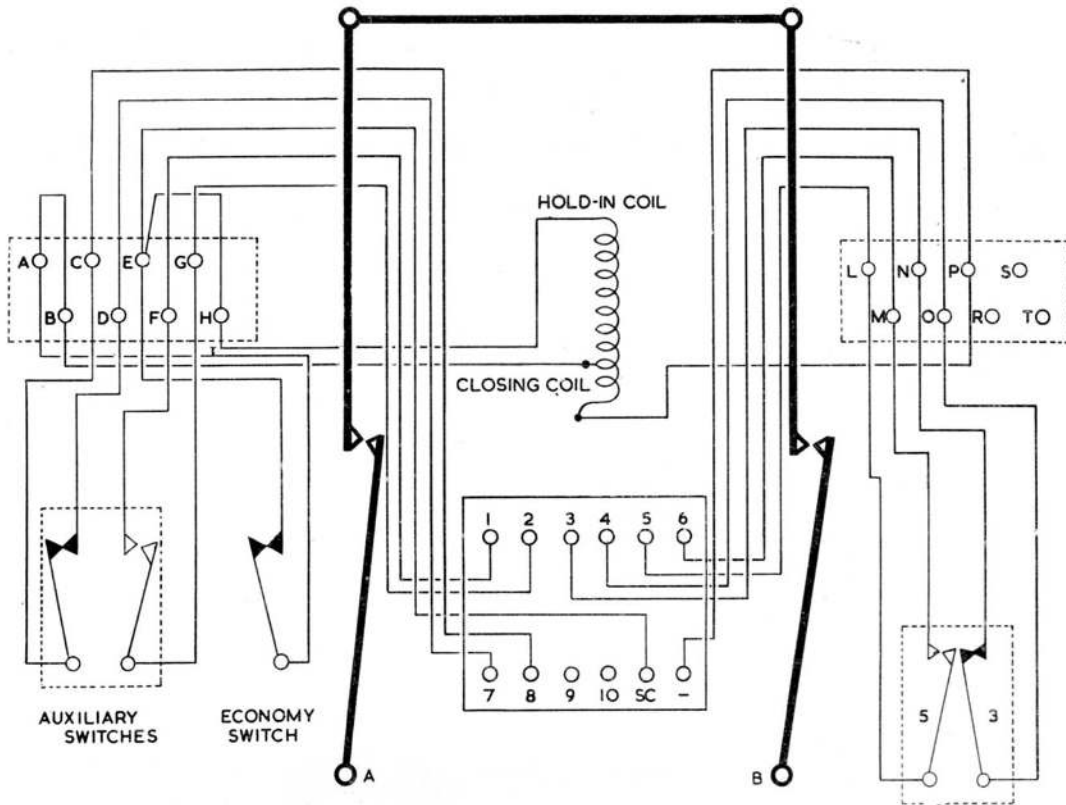 HOLD-IN COIL
A C E G
L N P S
B D F H
M O R T
CLOSING COIL
1 2 3 4 5 6
7 8 9 10 SC -
5 3
AUXILIARY
SWITCHES
ECONOMY
SWITCH
A
B